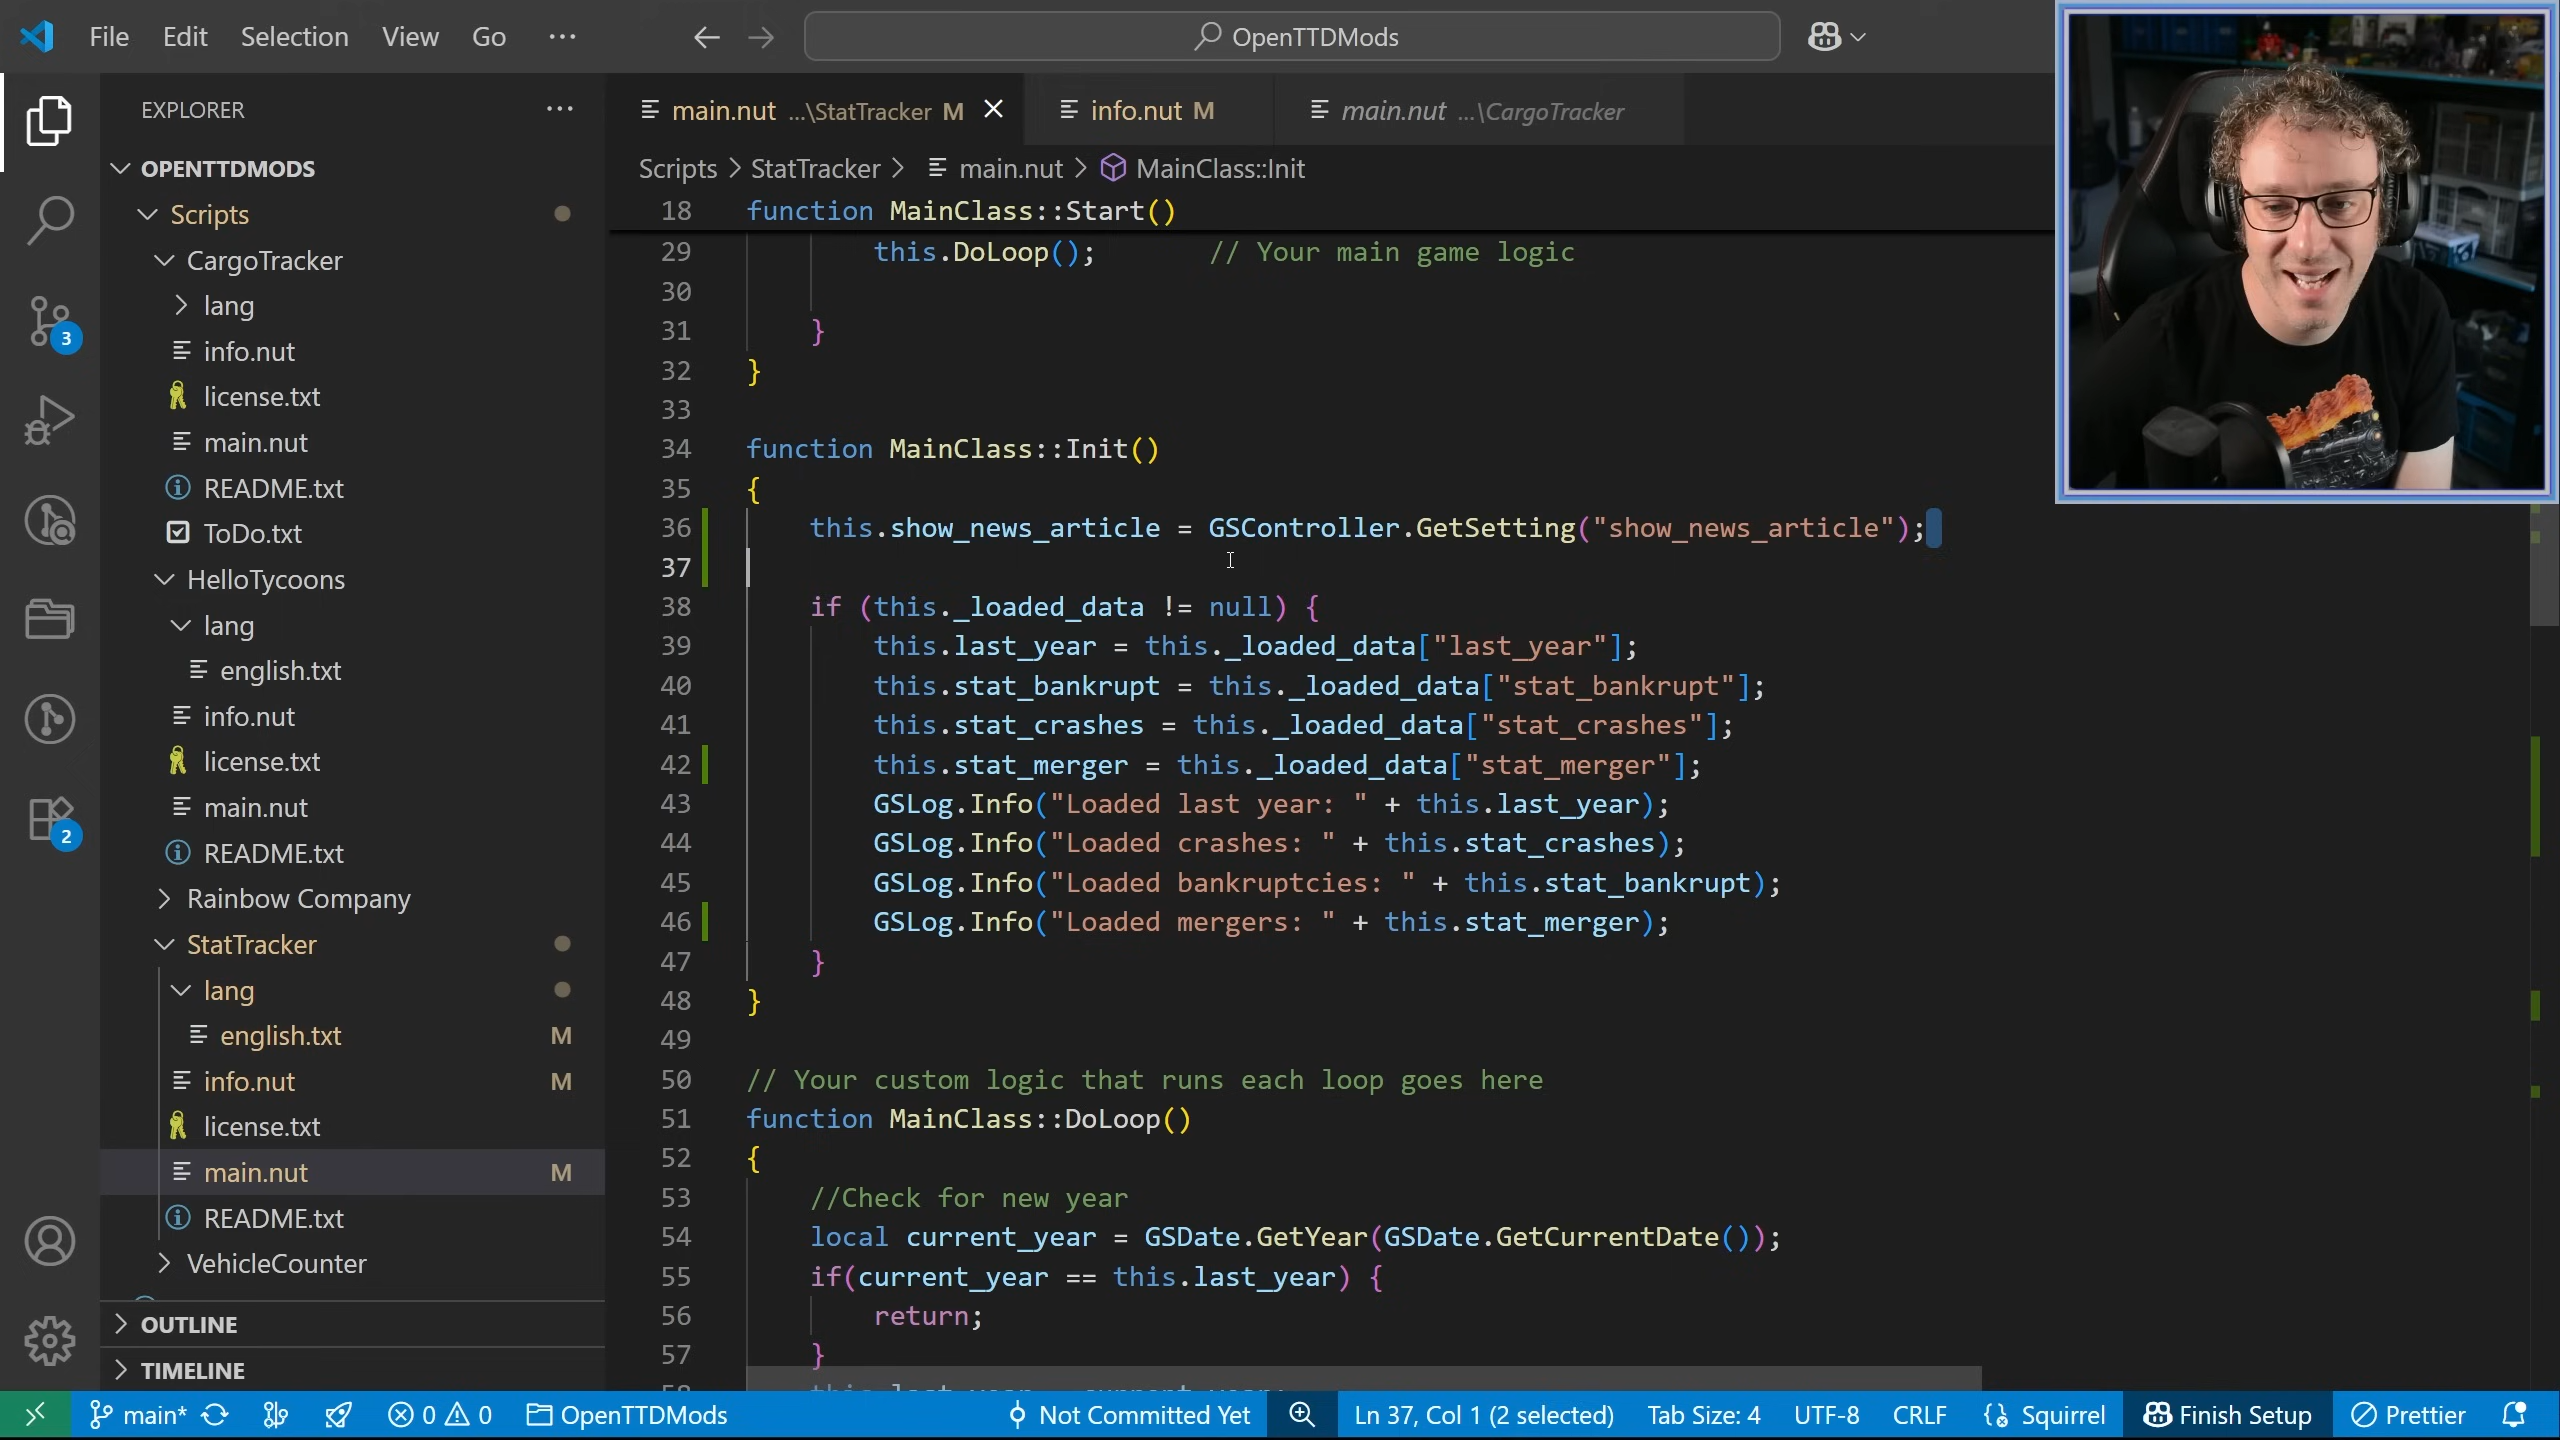 File Edit Selection View Go ... OpenTTDMods
EXPLORER ...
OPENTTDMODS
Scripts
CargoTracker
lang
info.nut
license.txt
main.nut
README.txt
ToDo.txt
HelloTycoons
lang
english.txt
info.nut
license.txt
main.nut
README.txt
Rainbow Company
StatTracker
lang
english.txt M
info.nut M
license.txt
main.nut M
README.txt
VehicleCounter
OUTLINE
TIMELINE
3
2
main.nut ...\StatTracker M info.nut M main.nut ...\CargoTracker
Scripts > StatTracker > main.nut > MainClass::Init
18 function MainClass::Start()
29 this.DoLoop(); // Your main game logic
30
31 }
32 }
33
34 function MainClass::Init()
35 {
36 this.show_news_article = GSController.GetSetting("show_news_article");
37
38 if (this._loaded_data != null) {
39 this.last_year = this._loaded_data["last_year"];
40 this.stat_bankrupt = this._loaded_data["stat_bankrupt"];
41 this.stat_crashes = this._loaded_data["stat_crashes"];
42 this.stat_merger = this._loaded_data["stat_merger"];
43 GSLog.Info("Loaded last year: " + this.last_year);
44 GSLog.Info("Loaded crashes: " + this.stat_crashes);
45 GSLog.Info("Loaded bankruptcies: " + this.stat_bankrupt);
46 GSLog.Info("Loaded mergers: " + this.stat_merger);
47 }
48 }
49
50 // Your custom logic that runs each loop goes here
51 function MainClass::DoLoop()
52 {
53 //Check for new year
54 local current_year = GSDate.GetYear(GSDate.GetCurrentDate());
55 if(current_year == this.last_year) {
56 return;
57 }
main* 0 0 OpenTTDMods Not Committed Yet Ln 37, Col 1 (2 selected) Tab Size: 4 UTF-8 CRLF Squirrel Finish Setup Prettier